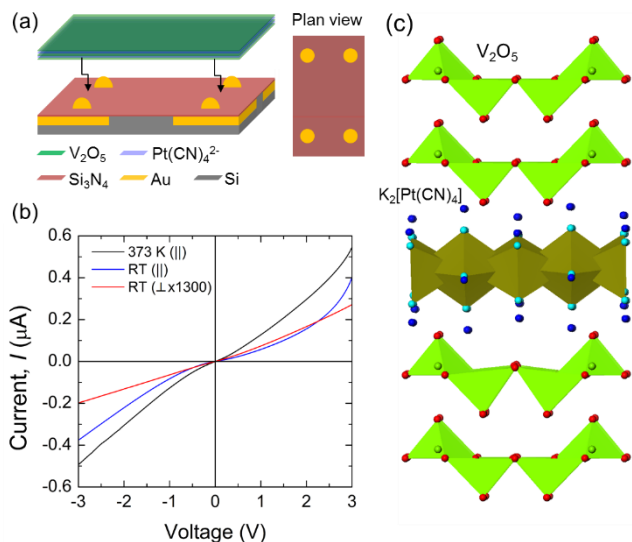 (a)
Plan view
V₂O₅
Pt(CN)₄²⁻
Si₃N₄
Au
Si
(b)
0.6
0.4
0.2
0.0
-0.2
-0.4
-0.6
373 K (||)
RT (||)
RT (⊥x1300)
Current, I (μA)
-3
-2
-1
0
1
2
3
Voltage (V)
(c)
V₂O₅
K₂[Pt(CN)₄]